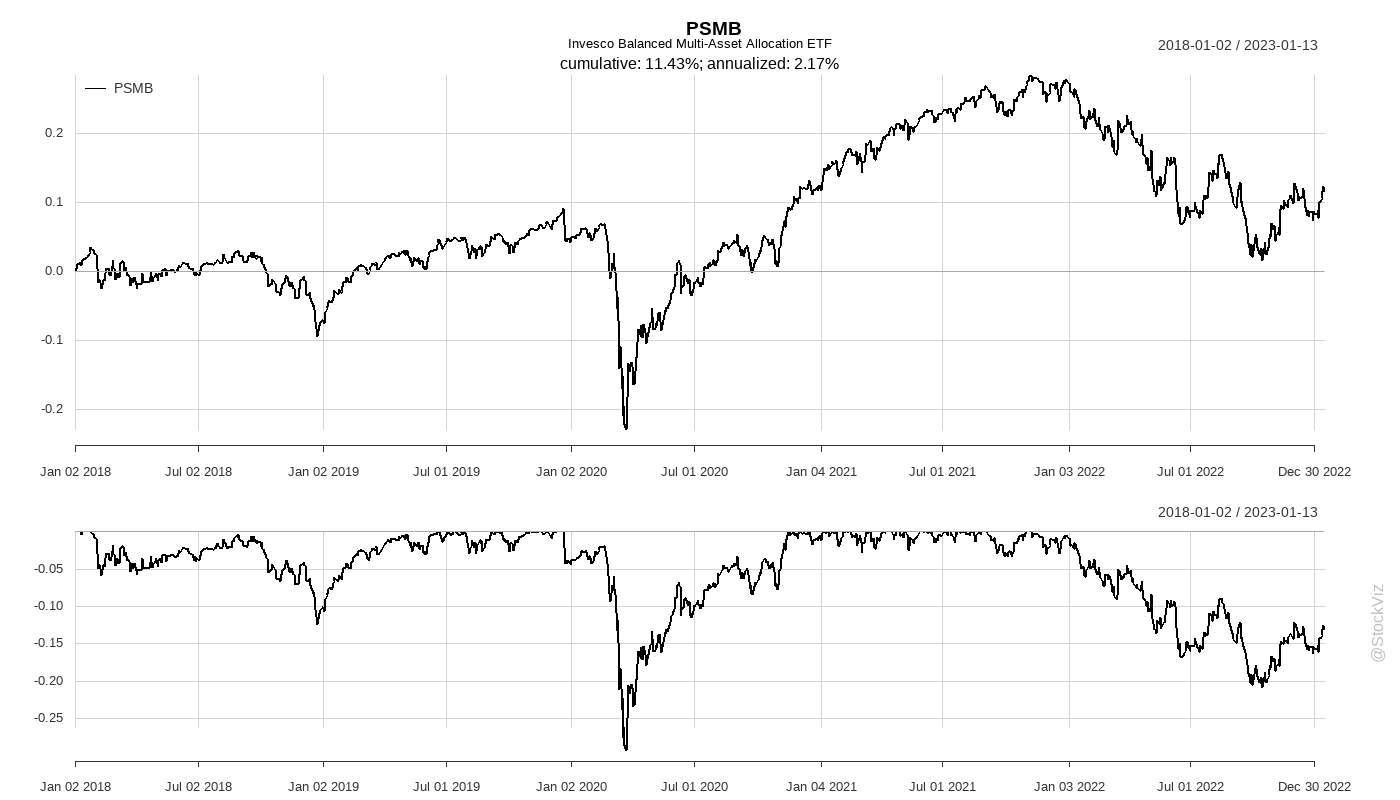 PSMB
Invesco Balanced Multi-Asset Allocation ETF
2018-01-02 / 2023-01-13
cumulative: 11.43%; annualized: 2.17%
PSMB
0.2
0.1
0.0
-0.1
-0.2
Jan 02 2018 Jul 02 2018 Jan 02 2019 Jul 01 2019 Jan 02 2020 Jul 01 2020 Jan 04 2021 Jul 01 2021 Jan 03 2022 Jul 01 2022 Dec 30 2022
2018-01-02 / 2023-01-13
-0.05
-0.10
-0.15
-0.20
-0.25
Jan 02 2018 Jul 02 2018 Jan 02 2019 Jul 01 2019 Jan 02 2020 Jul 01 2020 Jan 04 2021 Jul 01 2021 Jan 03 2022 Jul 01 2022 Dec 30 2022
@StockViz